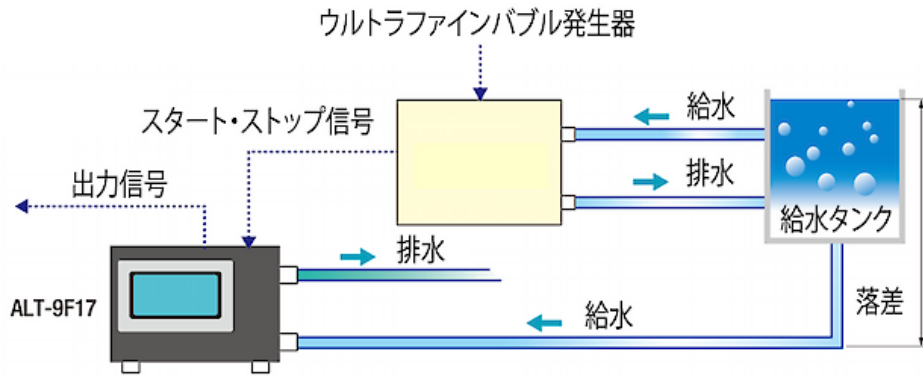 ウルトラファインバブル発生器
スタート・ストップ信号
給水
出力信号
排水
給水タンク
排水
ALT-9F17
給水
落差